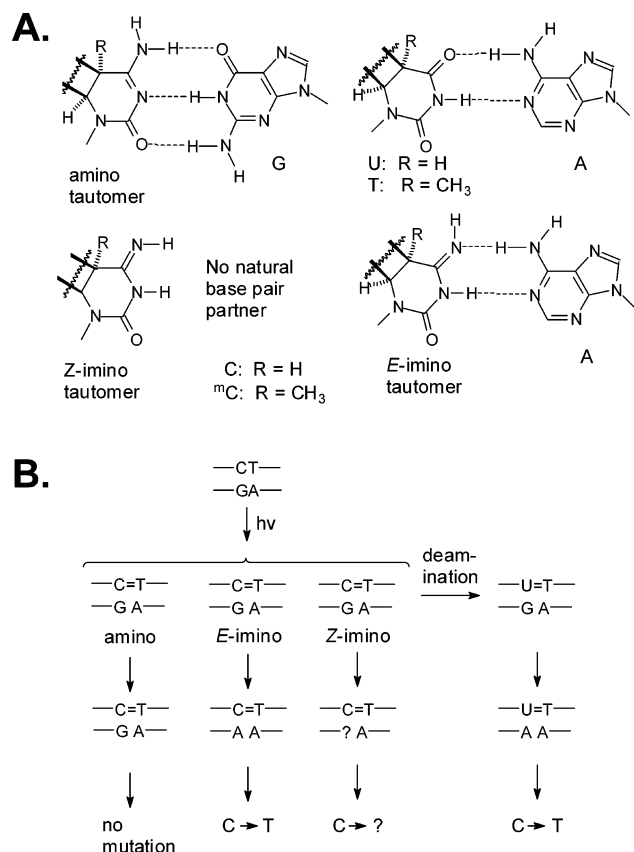 A.
H
R N H O N
N H N N
H N O H N N
H
amino
tautomer
G
R O H N H
N H N N
H N O N N
U: R = H
T: R = CH3
A
R N H
N H
N O
Z-imino
tautomer
No natural
base pair
partner
C: R = H
mC: R = CH3
H
R N H N H
N H N N
H N O N N
E-imino
tautomer
A
B.
CT
GA
hν
deam-
ination
C=T C=T C=T U=T
G A G A G A G A
amino E-imino Z-imino
C=T C=T C=T U=T
G A A A ? A A A
no
mutation
C→T C→? C→T